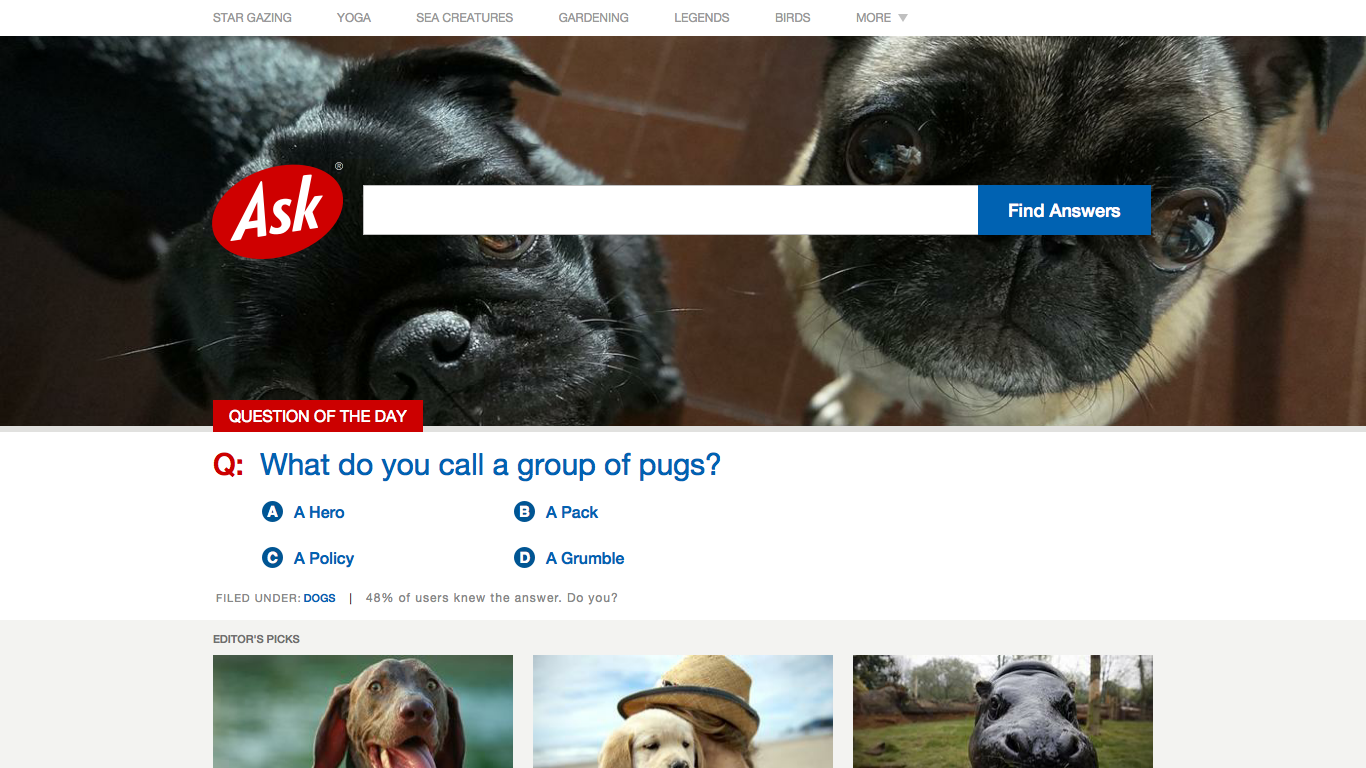 STAR GAZING YOGA SEA CREATURES GARDENING LEGENDS BIRDS MORE
Ask ®
Find Answers
QUESTION OF THE DAY
Q: What do you call a group of pugs?
A A Hero B A Pack
C A Policy D A Grumble
FILED UNDER: DOGS | 48% of users knew the answer. Do you?
EDITOR'S PICKS